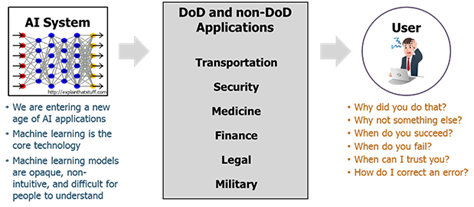 AI System
http://explainthatstuff.com
• We are entering a new
age of AI applications
• Machine learning is the
core technology
• Machine learning models
are opaque, non-
intuitive, and difficult for
people to understand
DoD and non-DoD
Applications
Transportation
Security
Medicine
Finance
Legal
Military
User
• Why did you do that?
• Why not something else?
• When do you succeed?
• When do you fail?
• When can I trust you?
• How do I correct an error?